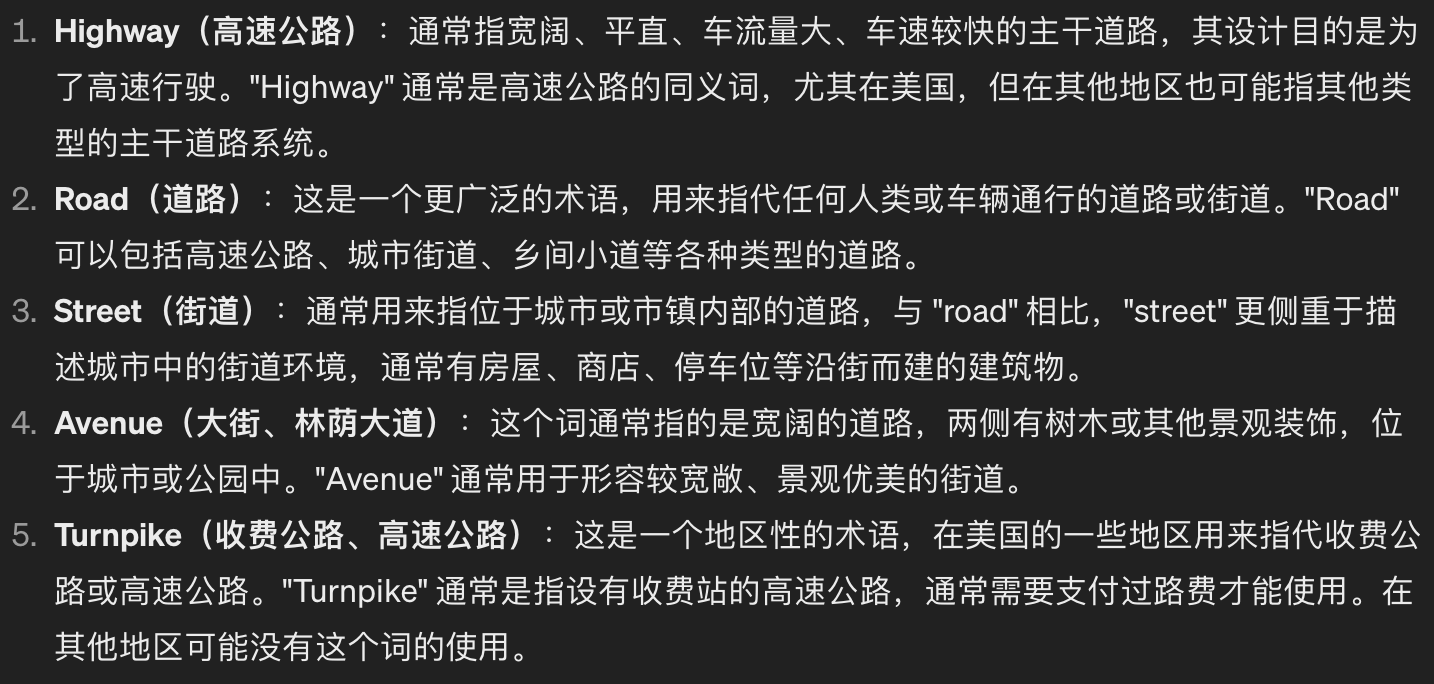 1. Highway（高速公路）：通常指宽阔、平直、车流量大、车速较快的主干道路，其设计目的是为
了高速行驶。"Highway" 通常是高速公路的同义词，尤其在美国，但在其他地区也可能指其他类
型的主干道路系统。
2. Road（道路）：这是一个更广泛的术语，用来指代任何人类或车辆通行的道路或街道。"Road"
可以包括高速公路、城市街道、乡间小道等各种类型的道路。
3. Street（街道）：通常用来指位于城市或市镇内部的道路，与 "road" 相比，"street" 更侧重于描
述城市中的街道环境，通常有房屋、商店、停车位等沿街而建的建筑物。
4. Avenue（大街、林荫大道）：这个词通常指的是宽阔的道路，两侧有树木或其他景观装饰，位
于城市或公园中。"Avenue" 通常用于形容较宽敞、景观优美的街道。
5. Turnpike（收费公路、高速公路）：这是一个地区性的术语，在美国的一些地区用来指代收费公
路或高速公路。"Turnpike" 通常是指设有收费站的高速公路，通常需要支付过路费才能使用。在
其他地区可能没有这个词的使用。